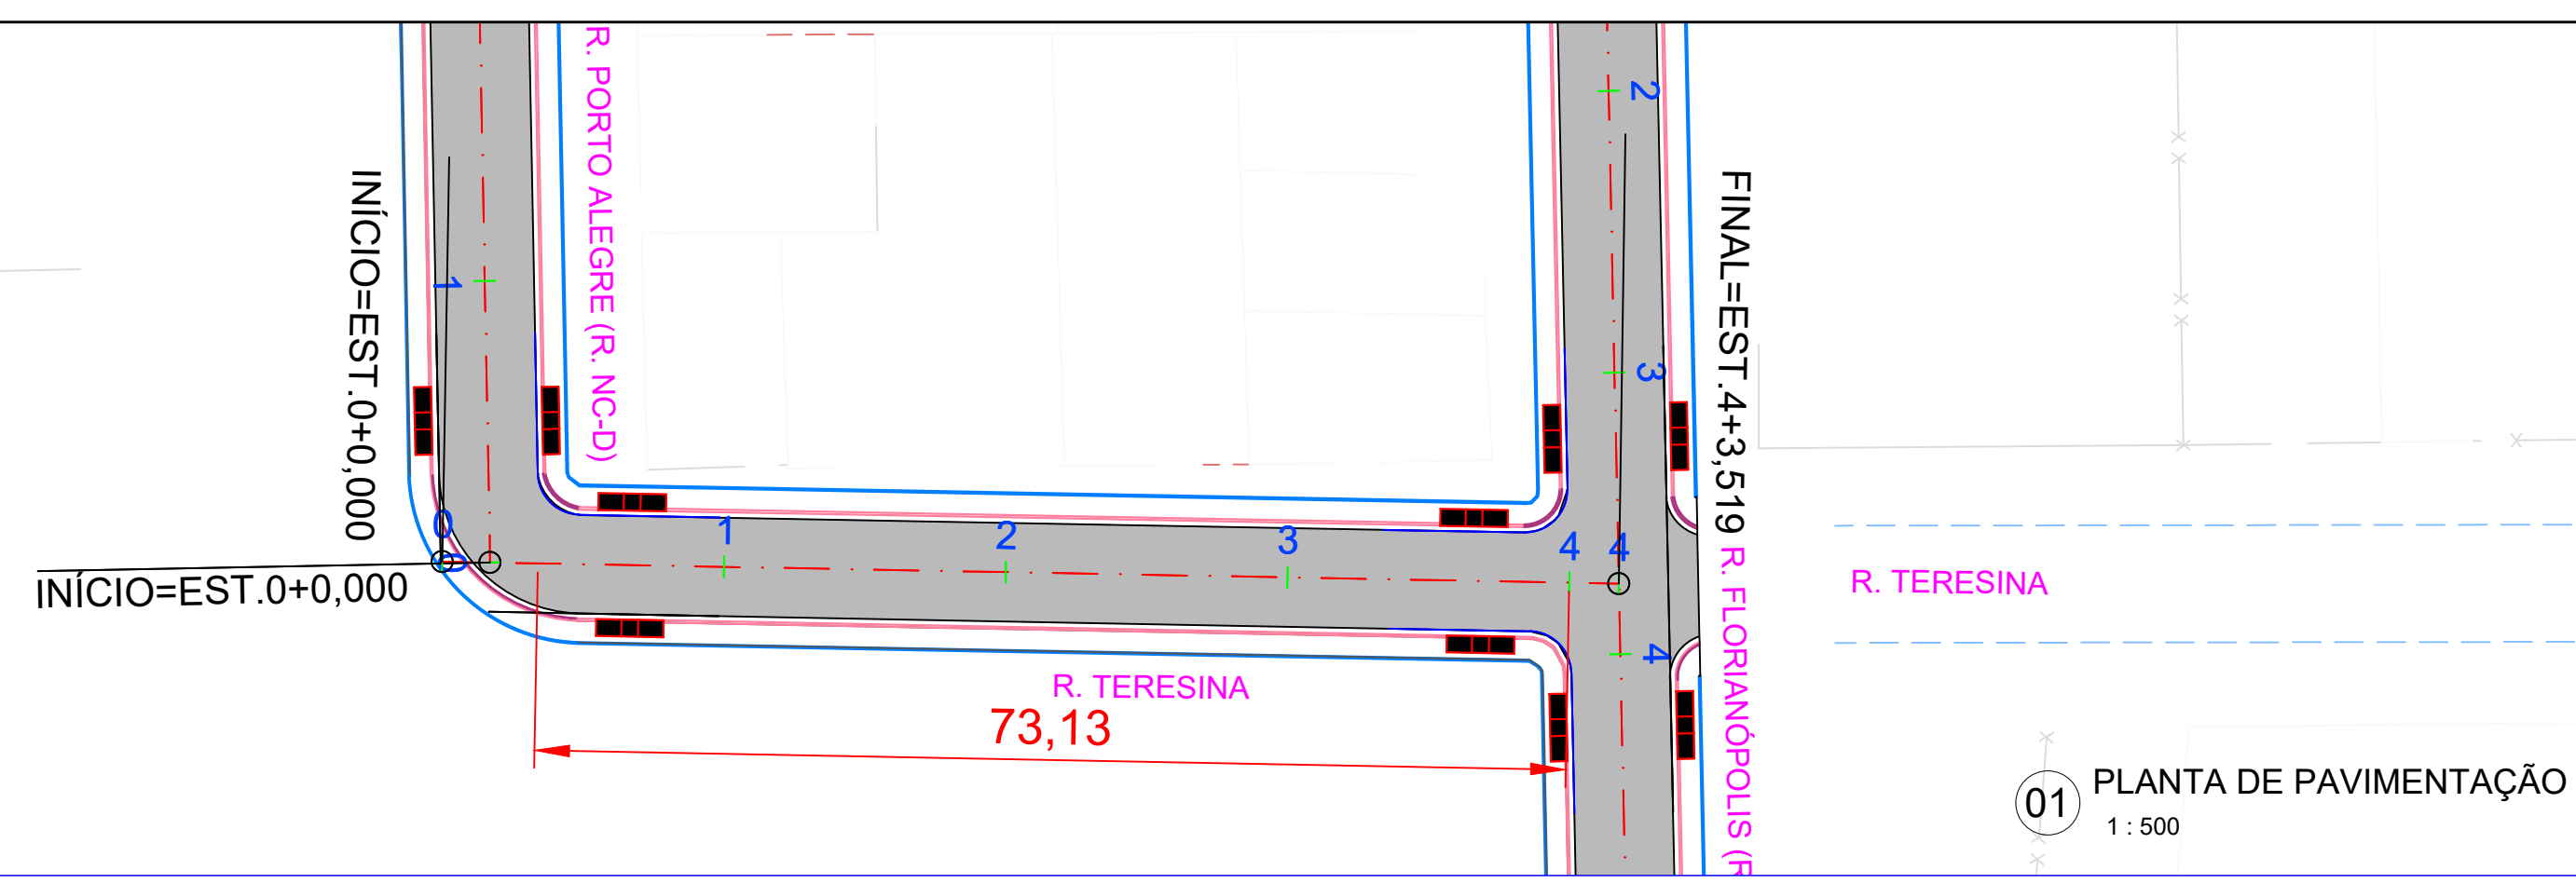 INÍCIO=EST.0+0,000
R. PORTO ALEGRE (R. NC-D)
1
2
3
FINAL=EST.4+3,519
R. FLORIANÓPOLIS (R
0
0
1
2
3
4
4
4
INÍCIO=EST.0+0,000
R. TERESINA
R. TERESINA
73,13
01
PLANTA DE PAVIMENTAÇÃO
1 : 500